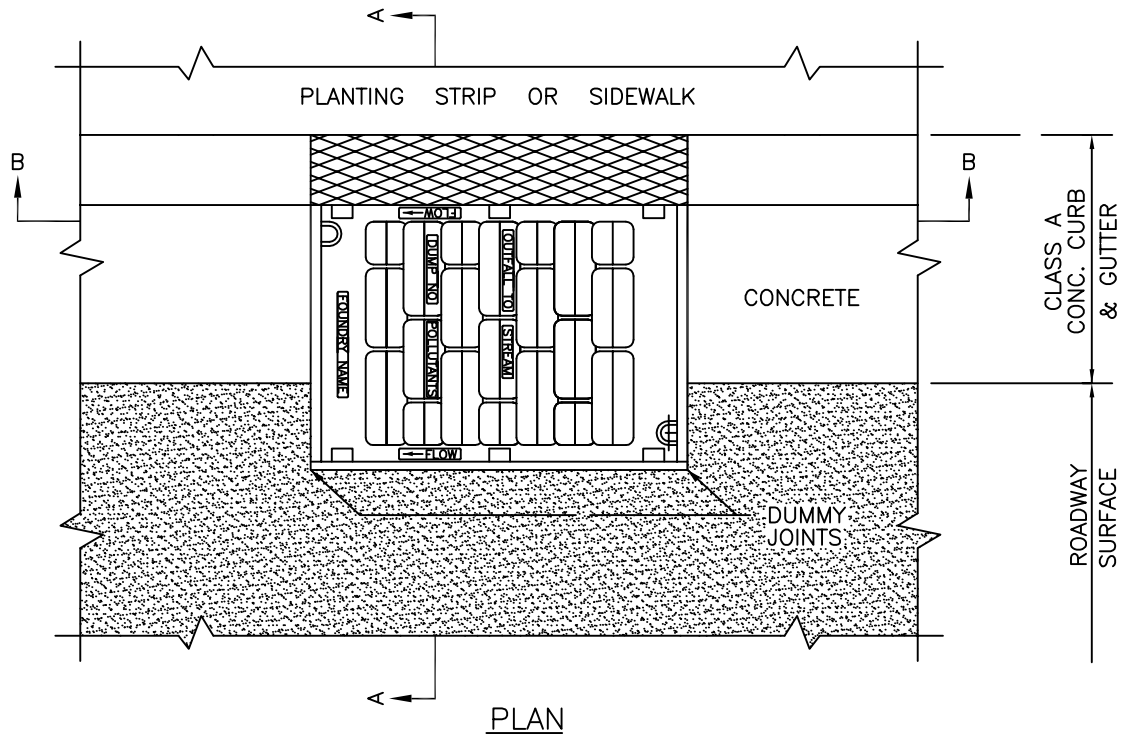 A
PLANTING STRIP OR SIDEWALK
B
B
FLOW
DUMP NO
POLLUTANTS
OUTFALL TO
STREAM
FOUNDRY NAME
CONCRETE
CLASS A
CONC. CURB
& GUTTER
FLOW
DUMMY
JOINTS
ROADWAY
SURFACE
A
PLAN